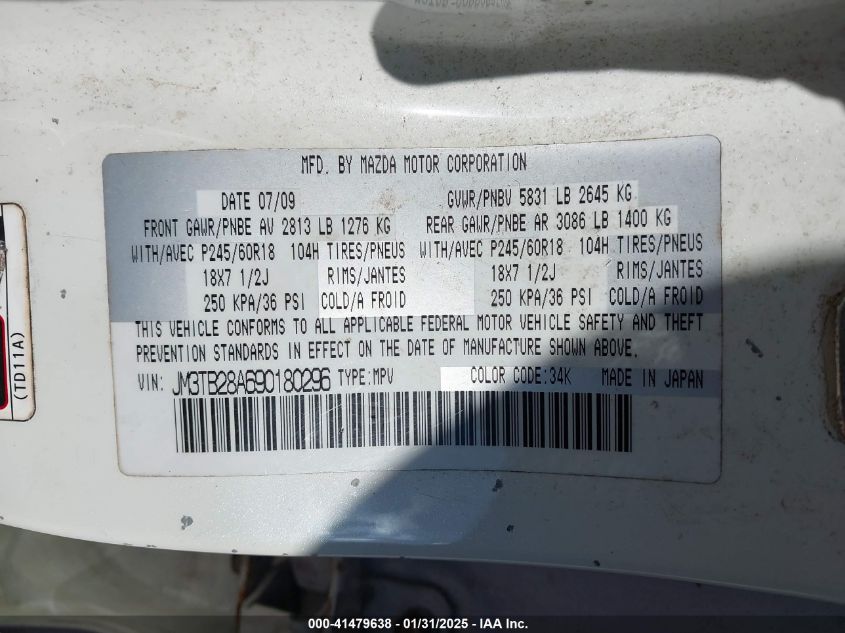 MFD. BY MAZDA MOTOR CORPORATION
DATE 07/09 GVWR/PNBV 5831 LB 2645 KG
FRONT GAWR/PNBE AV 2813 LB 1276 KG REAR GAWR/PNBE AR 3086 LB 1400 KG
WITH/AVEC P245/60R18 104H TIRES/PNEUS WITH/AVEC P245/60R18 104H TIRES/PNEUS
18X7 1/2J RIMS/JANTES 18X7 1/2J RIMS/JANTES
250 KPA/36 PSI COLD/A FROID 250 KPA/36 PSI COLD/A FROID
THIS VEHICLE CONFORMS TO ALL APPLICABLE FEDERAL MOTOR VEHICLE SAFETY AND THEFT
PREVENTION STANDARDS IN EFFECT ON THE DATE OF MANUFACTURE SHOWN ABOVE.
VIN: JM3TB28A690180296 TYPE:MPV COLOR CODE:34K MADE IN JAPAN
(TD11A)
000-41479638 - 01/31/2025 - IAA Inc.